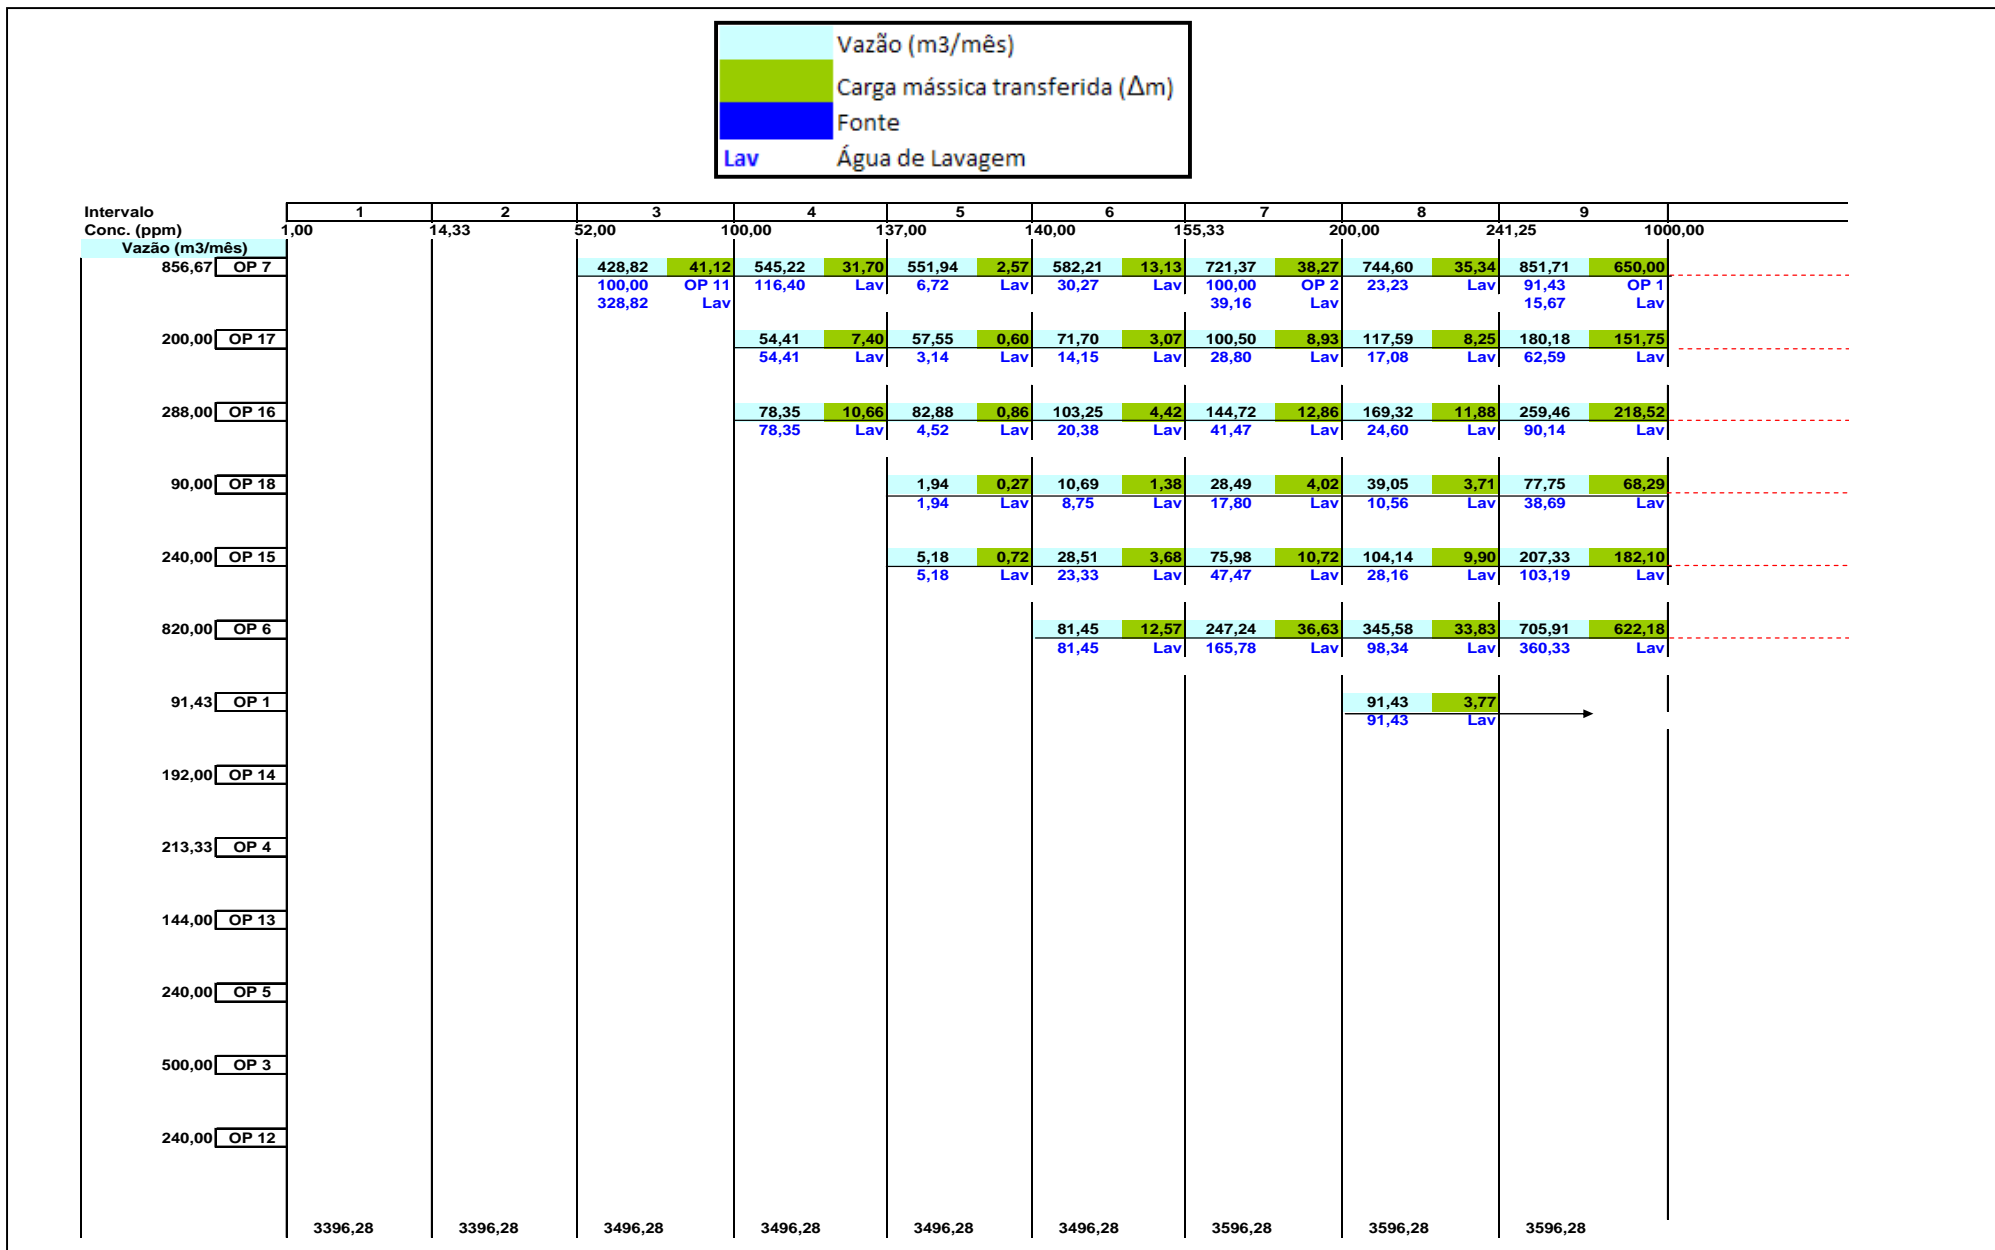 Vazão (m3/mês)
Carga mássica transferida (Δm)
Fonte
Lav Água de Lavagem
Intervalo 1 2 3 4 5 6 7 8 9
Conc. (ppm) 1,00 14,33 52,00 100,00 137,00 140,00 155,33 200,00 241,25 1000,00
Vazão (m3/mês)
856,67 OP 7 428,82 41,12 545,22 31,70 551,94 2,57 582,21 13,13 721,37 38,27 744,60 35,34 851,71 650,00
100,00 OP 11 116,40 Lav 6,72 Lav 30,27 Lav 100,00 OP 2 23,23 Lav 91,43 OP 1
328,82 Lav 39,16 Lav 15,67 Lav
200,00 OP 17 54,41 7,40 57,55 0,60 71,70 3,07 100,50 8,93 117,59 8,25 180,18 151,75
54,41 Lav 3,14 Lav 14,15 Lav 28,80 Lav 17,08 Lav 62,59 Lav
288,00 OP 16 78,35 10,66 82,88 0,86 103,25 4,42 144,72 12,86 169,32 11,88 259,46 218,52
78,35 Lav 4,52 Lav 20,38 Lav 41,47 Lav 24,60 Lav 90,14 Lav
90,00 OP 18 1,94 0,27 10,69 1,38 28,49 4,02 39,05 3,71 77,75 68,29
1,94 Lav 8,75 Lav 17,80 Lav 10,56 Lav 38,69 Lav
240,00 OP 15 5,18 0,72 28,51 3,68 75,98 10,72 104,14 9,90 207,33 182,10
5,18 Lav 23,33 Lav 47,47 Lav 28,16 Lav 103,19 Lav
820,00 OP 6 81,45 12,57 247,24 36,63 345,58 33,83 705,91 622,18
81,45 Lav 165,78 Lav 98,34 Lav 360,33 Lav
91,43 OP 1 91,43 3,77
91,43 Lav
192,00 OP 14
213,33 OP 4
144,00 OP 13
240,00 OP 5
500,00 OP 3
240,00 OP 12
3396,28 3396,28 3496,28 3496,28 3496,28 3496,28 3596,28 3596,28 3596,28